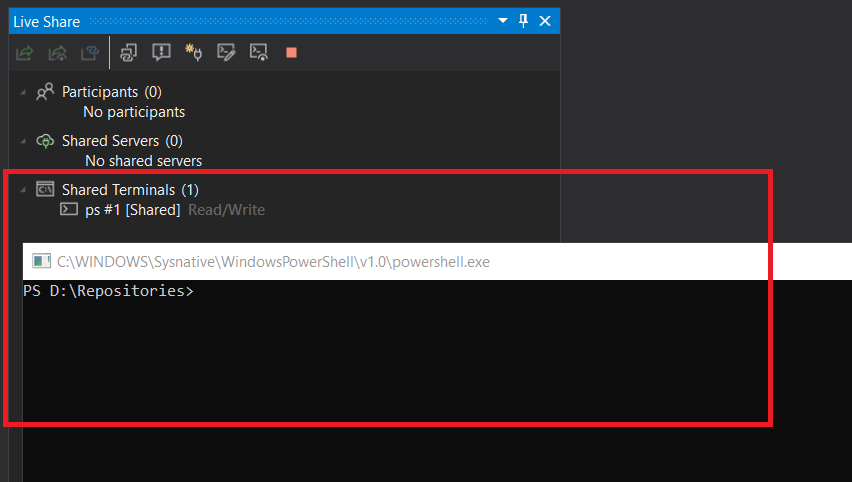 Live Share
Participants (0)
No participants
Shared Servers (0)
No shared servers
Shared Terminals (1)
ps #1 [Shared] Read/Write
C:\WINDOWS\Sysnative\WindowsPowerShell\v1.0\powershell.exe
PS D:\Repositories>